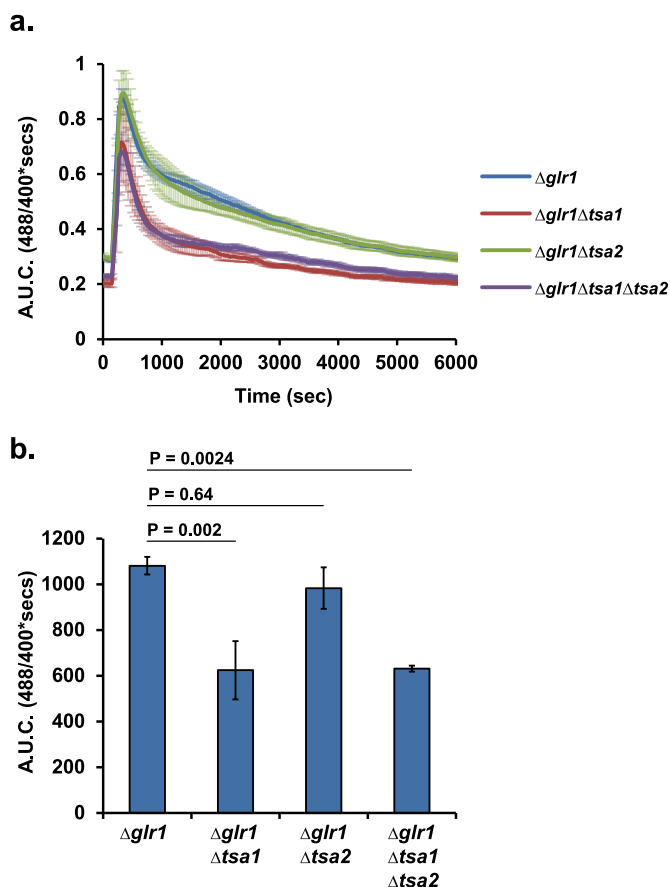 a.
1
0.8
0.6
0.4
0.2
0
A.U.C. (488/400*secs)
0 1000 2000 3000 4000 5000 6000
Time (sec)
Δglr1
Δglr1Δtsa1
Δglr1Δtsa2
Δglr1Δtsa1Δtsa2
b.
P = 0.0024
P = 0.64
P = 0.002
1200
1000
800
600
400
200
0
A.U.C. (488/400*secs)
Δglr1
Δglr1
Δtsa1
Δglr1
Δtsa2
Δglr1
Δtsa1
Δtsa2